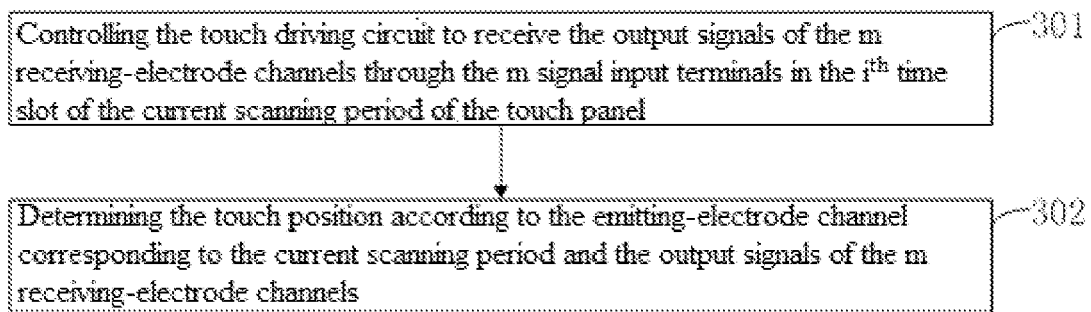 Controlling the touch driving circuit to receive the output signals of the m
receiving-electrode channels through the m signal input terminals in the ith time
slot of the current scanning period of the touch panel
301
Determining the touch position according to the emitting-electrode channel
corresponding to the current scanning period and the output signals of the m
receiving-electrode channels
302